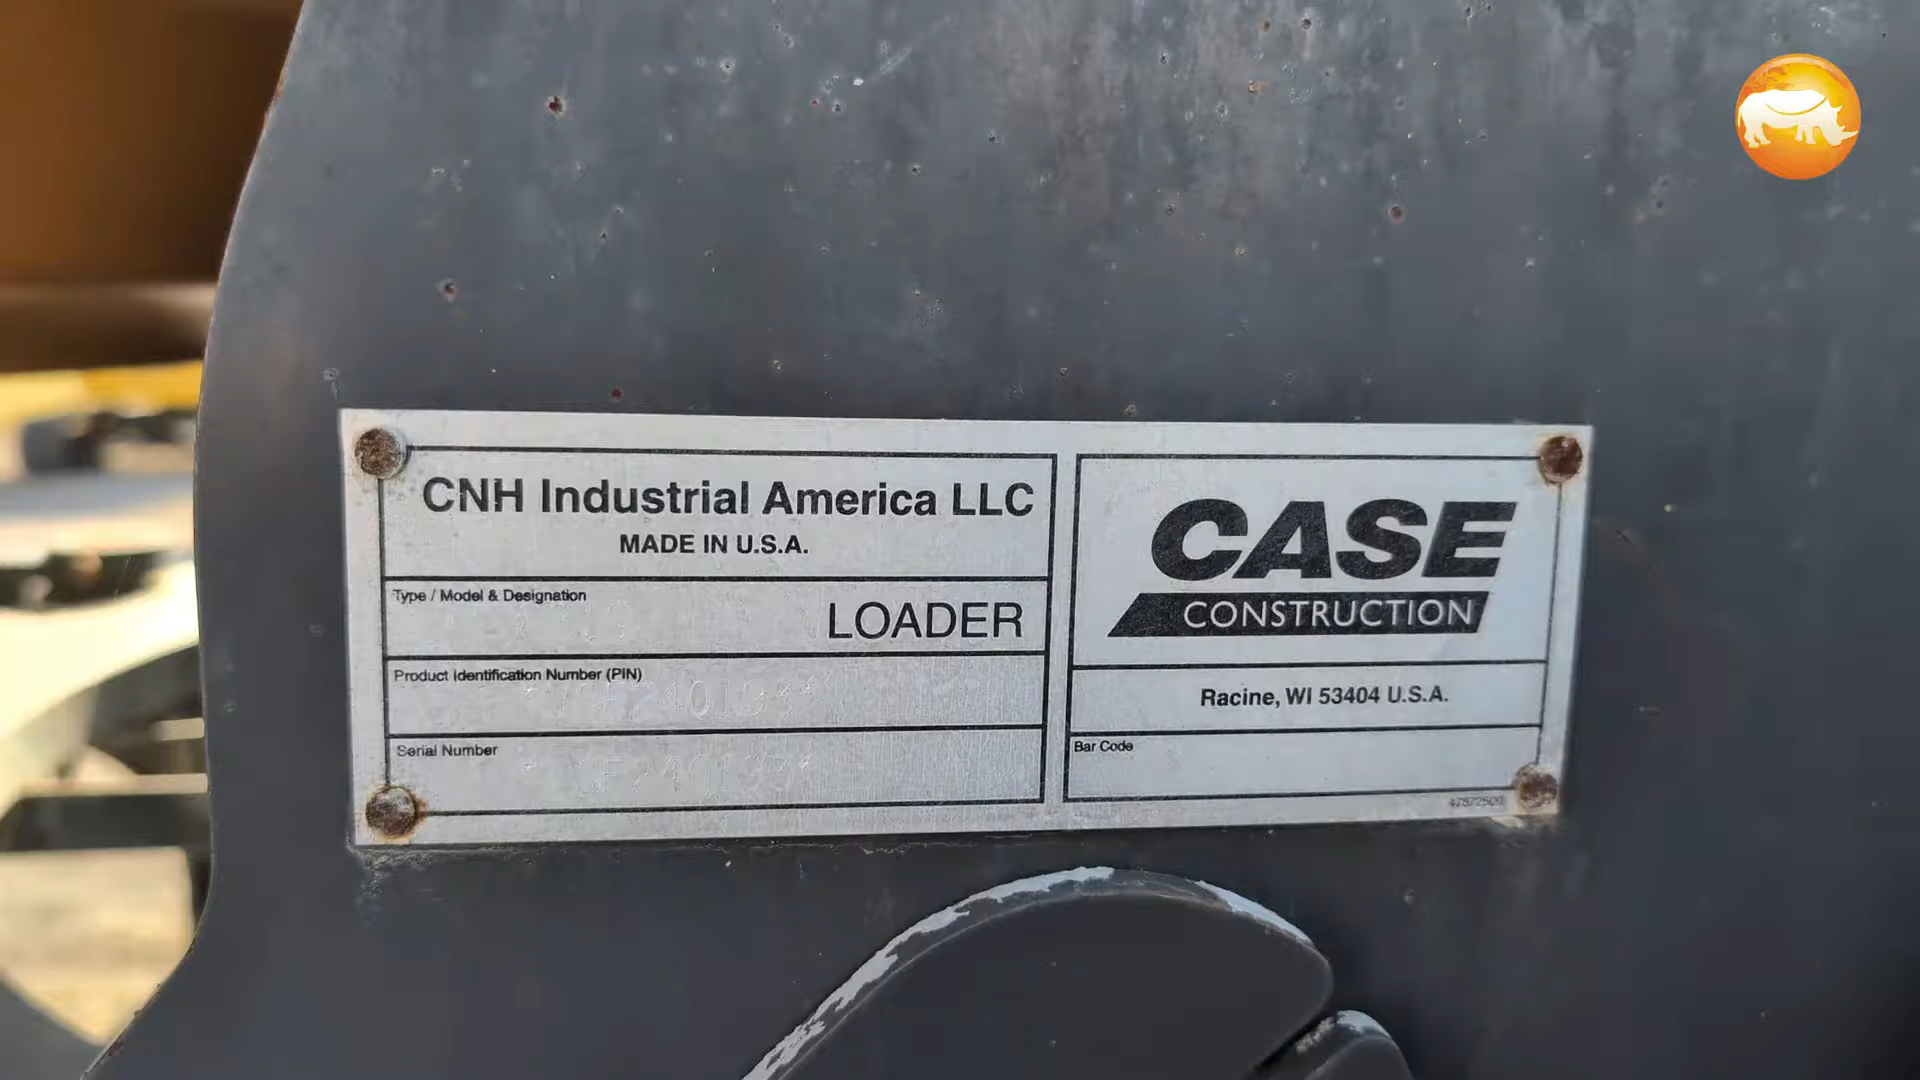 CNH Industrial America LLC
MADE IN U.S.A.
Type / Model & Designation
LOADER
Product Identification Number (PIN)
Serial Number
CASE
CONSTRUCTION
Racine, WI 53404 U.S.A.
Bar Code